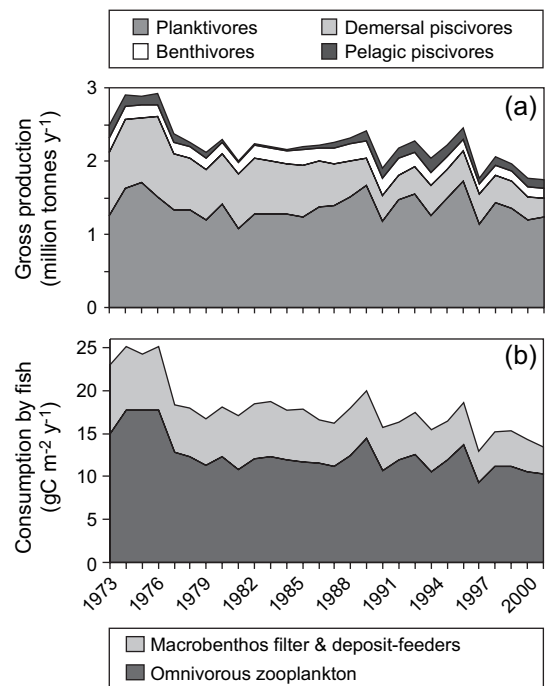 Planktivores Demersal piscivores
Benthivores Pelagic piscivores
(a)
Gross production
(million tonnes y-1)
3
2
1
0
(b)
Consumption by fish
(gC m-2 y-1)
25
20
15
10
5
0
1973 1976 1979 1982 1985 1988 1991 1994 1997 2000
Macrobenthos filter & deposit-feeders
Omnivorous zooplankton